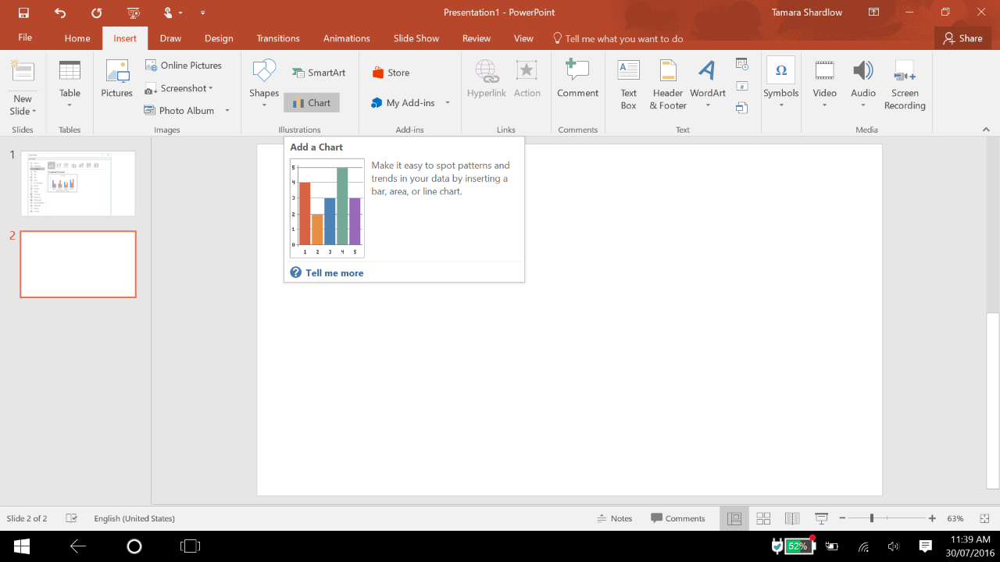 Presentation1 - PowerPoint
Tamara Shardlow
File
Home
Insert
Draw
Design
Transitions
Animations
Slide Show
Review
View
Tell me what you want to do
Share
New
Slide
Slides
Table
Tables
Pictures
Online Pictures
Screenshot
Photo Album
Images
Shapes
SmartArt
Chart
Illustrations
Store
My Add-ins
Add-ins
Hyperlink
Action
Links
Comment
Comments
Text
Box
Header
& Footer
WordArt
Text
Ω
Symbols
Video
Audio
Screen
Recording
Media
1
2
Add a Chart
Make it easy to spot patterns and
trends in your data by inserting a
bar, area, or line chart.
5
4
3
2
1
0
1 2 3 4 5
Tell me more
Slide 2 of 2
English (United States)
Notes
Comments
63%
52%
11:39 AM
30/07/2016